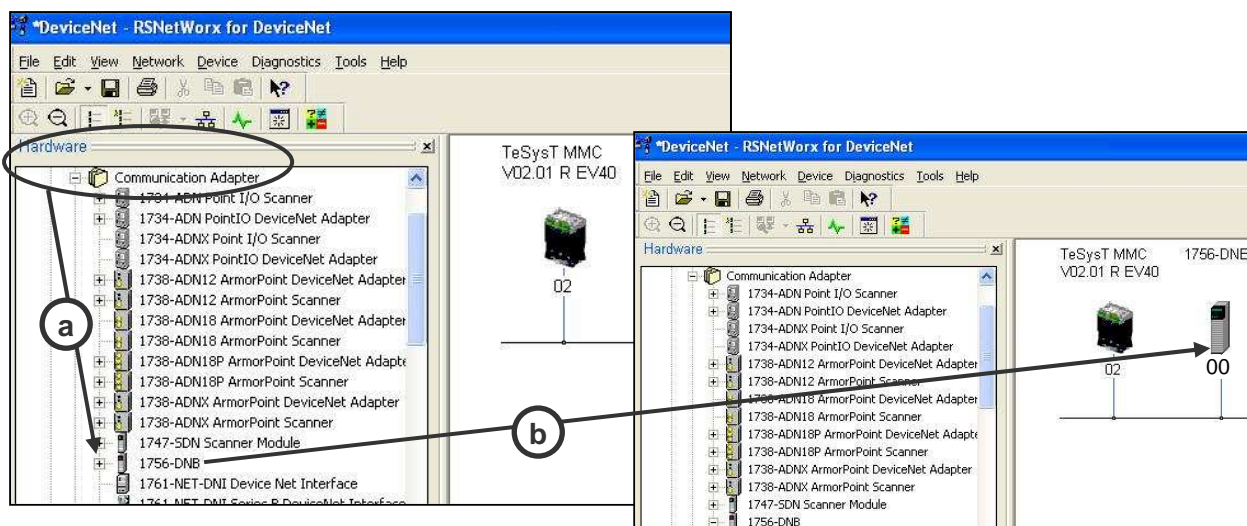 *DeviceNet - RSNetWorx for DeviceNet
File Edit View Network Device Diagnostics Tools Help
Hardware
Communication Adapter
1734-ADN Point I/O Scanner
1734-ADN PointIO DeviceNet Adapter
1734-ADNX Point I/O Scanner
1734-ADNX PointIO DeviceNet Adapter
1738-ADN12 ArmorPoint DeviceNet Adapter
1738-ADN12 ArmorPoint Scanner
1738-ADN18 ArmorPoint DeviceNet Adapter
1738-ADN18 ArmorPoint Scanner
1738-ADN18P ArmorPoint DeviceNet Adapte
1738-ADN18P ArmorPoint Scanner
1738-ADNX ArmorPoint DeviceNet Adapter
1738-ADNX ArmorPoint Scanner
1747-SDN Scanner Module
1756-DNB
1761-NET-DNI Device Net Interface
1761-NET-DNI Series B DeviceNet Interface
TeSysT MMC
V02.01 R EV40
02
a
b
*DeviceNet - RSNetWorx for DeviceNet
File Edit View Network Device Diagnostics Tools Help
Hardware
Communication Adapter
1734-ADN Point I/O Scanner
1734-ADN PointIO DeviceNet Adapter
1734-ADNX Point I/O Scanner
1734-ADNX PointIO DeviceNet Adapter
1738-ADN12 ArmorPoint DeviceNet Adapter
1738-ADN12 ArmorPoint Scanner
1738-ADN18 ArmorPoint DeviceNet Adapter
1738-ADN18 ArmorPoint Scanner
1738-ADN18P ArmorPoint DeviceNet Adapte
1738-ADN18P ArmorPoint Scanner
1738-ADNX ArmorPoint DeviceNet Adapter
1738-ADNX ArmorPoint Scanner
1747-SDN Scanner Module
1756-DNB
TeSysT MMC
V02.01 R EV40
1756-DNB
02
00